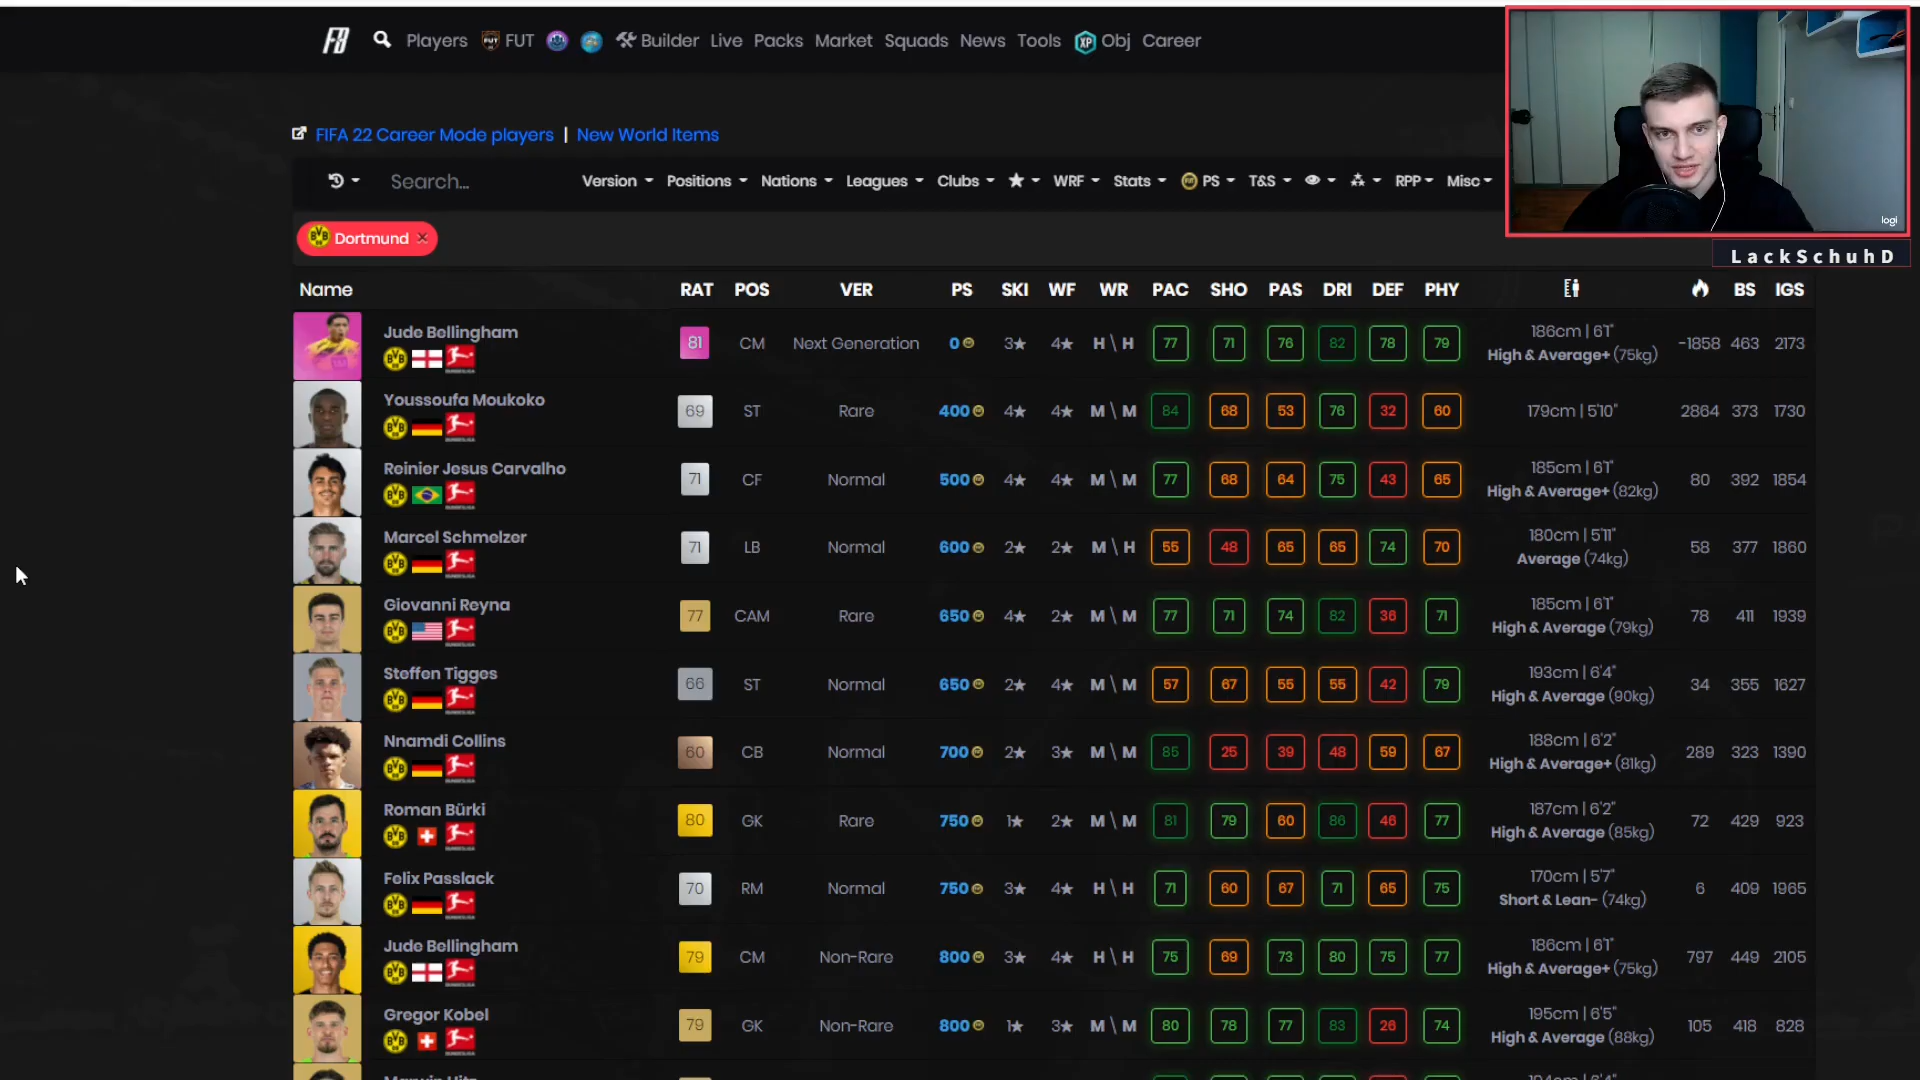 FB Players FUT FUT Builder Live Packs Market Squads News Tools XP Obj Career
FIFA 22 Career Mode players | New World Items
Search... Version Positions Nations Leagues Clubs WRF Stats PS T&S RPP Misc
logi
Dortmund ×
LackSchuhD
Name RAT POS VER PS SKI WF WR PAC SHO PAS DRI DEF PHY BS IGS
Jude Bellingham 81 CM Next Generation 0 3★ 4★ H \ H 77 71 76 82 78 79 186cm | 6'1" -1858 463 2173
High & Average+ (75kg)
Youssoufa Moukoko 69 ST Rare 400 4★ 4★ M \ M 84 68 53 76 32 60 179cm | 5'10" 2864 373 1730
Reinier Jesus Carvalho 71 CF Normal 500 4★ 4★ M \ M 77 68 64 75 43 65 185cm | 6'1" 80 392 1854
High & Average+ (82kg)
Marcel Schmelzer 71 LB Normal 600 2★ 2★ M \ H 55 48 65 65 74 70 180cm | 5'11" 58 377 1860
Average (74kg)
Giovanni Reyna 77 CAM Rare 650 4★ 2★ M \ M 77 71 74 82 36 71 185cm | 6'1" 78 411 1939
High & Average (79kg)
Steffen Tigges 66 ST Normal 650 2★ 4★ M \ M 57 67 55 55 42 79 193cm | 6'4" 34 355 1627
High & Average (90kg)
Nnamdi Collins 60 CB Normal 700 2★ 3★ M \ M 85 25 39 48 59 67 188cm | 6'2" 289 323 1390
High & Average+ (81kg)
Roman Bürki 80 GK Rare 750 1★ 2★ M \ M 81 79 60 86 46 77 187cm | 6'2" 72 429 923
High & Average (85kg)
Felix Passlack 70 RM Normal 750 3★ 4★ H \ H 71 60 67 71 65 75 170cm | 5'7" 6 409 1965
Short & Lean- (74kg)
Jude Bellingham 79 CM Non-Rare 800 3★ 4★ H \ H 75 69 73 80 75 77 186cm | 6'1" 797 449 2105
High & Average+ (75kg)
Gregor Kobel 79 GK Non-Rare 800 1★ 3★ M \ M 80 78 77 83 26 74 195cm | 6'5" 105 418 828
High & Average (88kg)